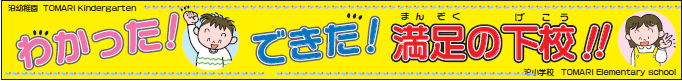 泊幼稚園 TOMARI Kindergarten
わかった! できだ! 満足の下校!!
まんぞく げこう
泊小学校 TOMARI Elementary school